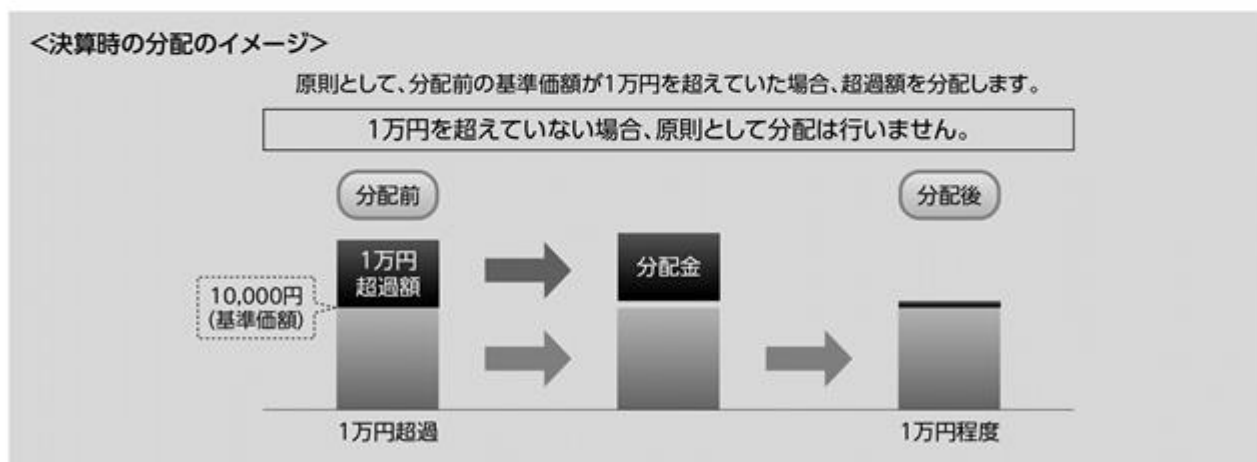 <決算時の分配のイメージ>
原則として、分配前の基準価額が1万円を超えていた場合、超過額を分配します。
1万円を超えていない場合、原則として分配は行いません。
分配前
分配後
1万円
超過額
分配金
10,000円
(基準価額)
1万円超過
1万円程度